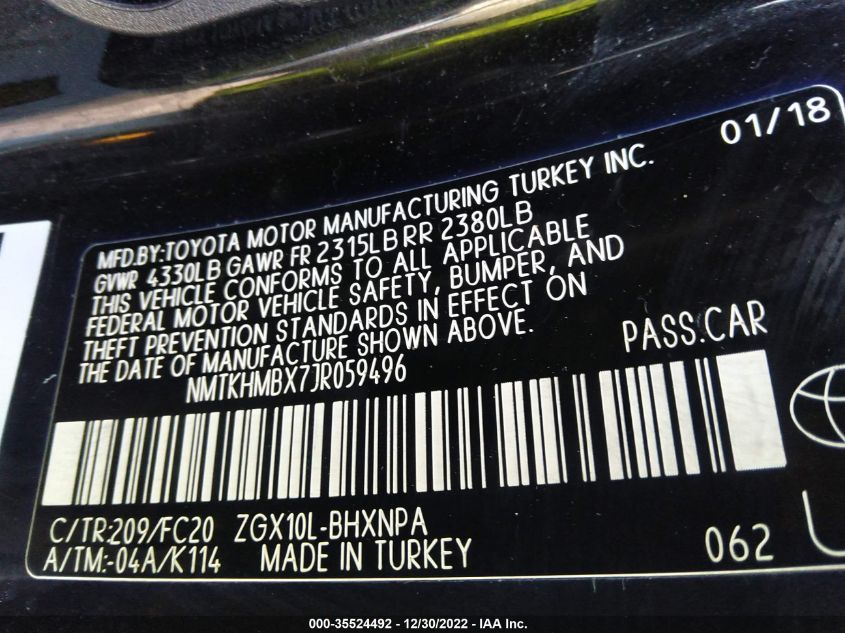 01/18
MFD.BY:TOYOTA MOTOR MANUFACTURING TURKEY INC.
GVWR 4330LB GAWR FR 2315LB RR 2380LB
THIS VEHICLE CONFORMS TO ALL APPLICABLE
FEDERAL MOTOR VEHICLE SAFETY, BUMPER, AND
THEFT PREVENTION STANDARDS IN EFFECT ON
THE DATE OF MANUFACTURE SHOWN ABOVE.
NMTKHMBX7JR059496 PASS.CAR
C/TR:209/FC20 ZGX10L-BHXNPA
A/TM:-04A/K114 MADE IN TURKEY 062
000-35524492 - 12/30/2022 - IAA Inc.